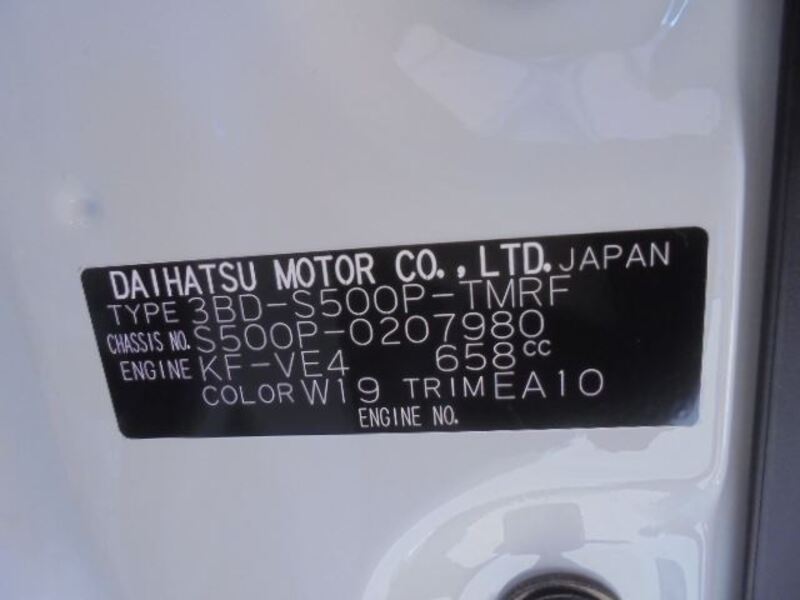 DAIHATSU MOTOR CO., LTD. JAPAN
TYPE 3BD-S500P-TMRF
CHASSIS NO. S500P-0207980
ENGINE KF-VE4 658cc
COLOR W19 TRIM EA10
ENGINE NO.